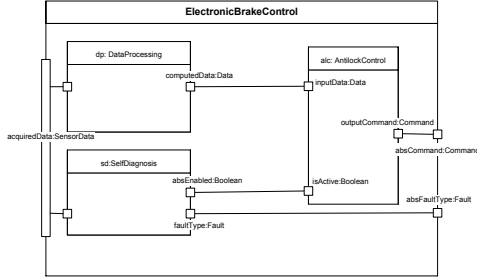 ElectronicBrakeControl
dp: DataProcessing
alc: AntilockControl
computedData:Data
inputData:Data
outputCommand:Command
acquiredData:SensorData
absCommand:Command
sd:SelfDiagnosis
absEnabled:Boolean
isActive:Boolean
absFaultType:Fault
faultType:Fault